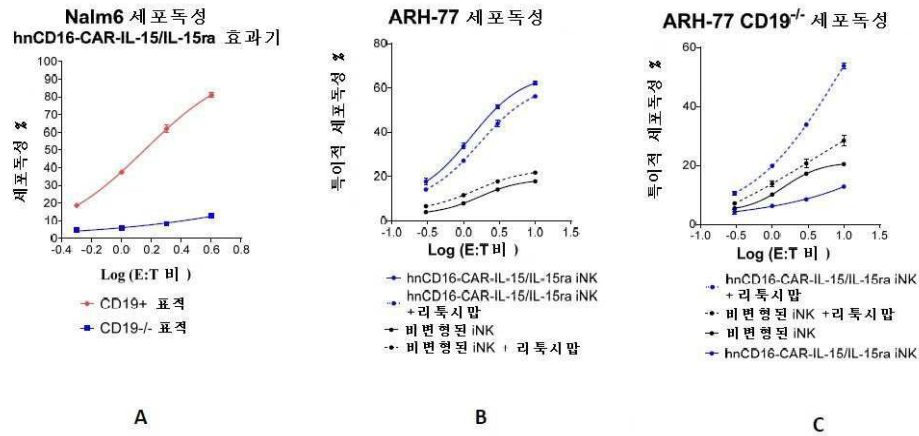 Nalm6 세포독성
hnCD16-CAR-IL-15/IL-15ra 효과기
세포독성 %
100
90
80
70
60
50
40
30
20
10
0
-0.4 -0.2 0.0 0.2 0.4 0.6 0.8
Log (E:T 비 )
CD19+ 표적
CD19-/- 표적
A
ARH-77 세포독성
특이적 세포독성 %
80
60
40
20
0
-1.0 -0.5 0.0 0.5 1.0 1.5
Log (E:T 비 )
hnCD16-CAR-IL-15/IL-15ra iNK
hnCD16-CAR-IL-15/IL-15ra iNK
+리툭시맙
비변형된 iNK
비변형된 iNK + 리툭시맙
B
ARH-77 CD19-/- 세포독성
특이적 세포독성 %
60
40
20
0
-1.0 -0.5 0.0 0.5 1.0 1.5
Log (E:T 비 )
hnCD16-CAR-IL-15/IL-15ra iNK
+리툭시맙
비변형된 iNK +리툭시맙
비변형된 iNK
hnCD16-CAR-IL-15/IL-15ra iNK
C